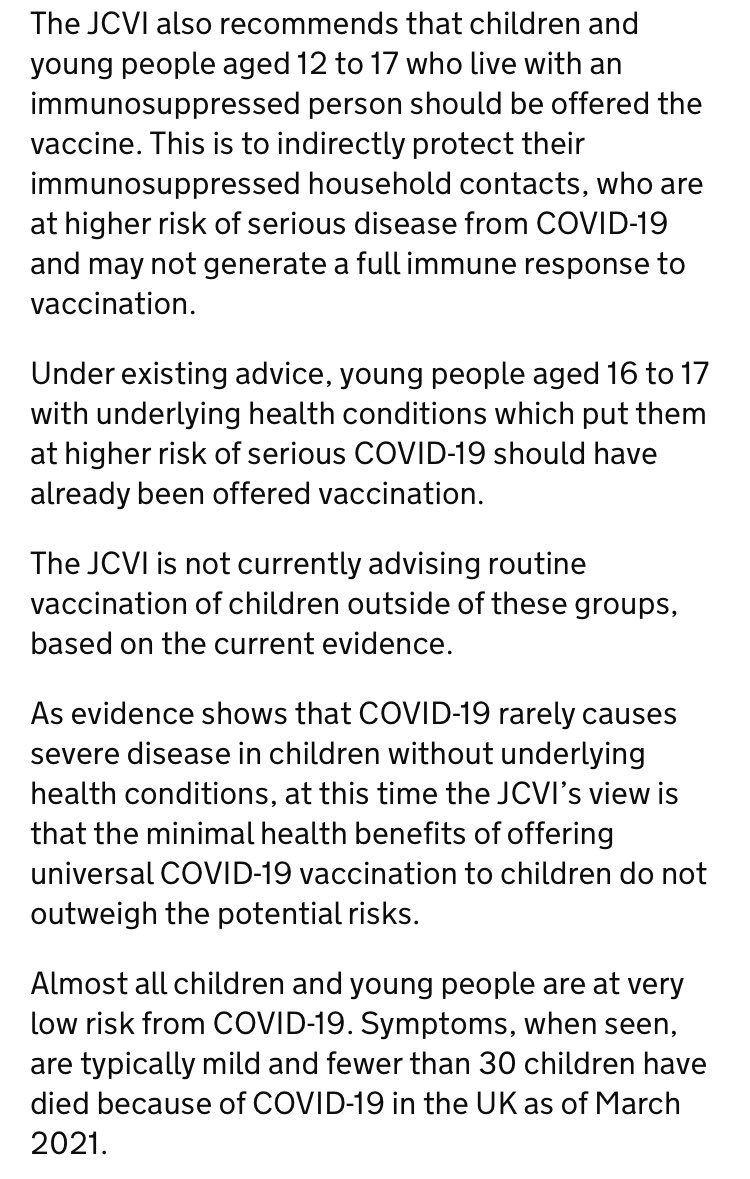 The JCVI also recommends that children and
young people aged 12 to 17 who live with an
immunosuppressed person should be offered the
vaccine. This is to indirectly protect their
immunosuppressed household contacts, who are
at higher risk of serious disease from COVID-19
and may not generate a full immune response to
vaccination.
Under existing advice, young people aged 16 to 17
with underlying health conditions which put them
at higher risk of serious COVID-19 should have
already been offered vaccination.
The JCVI is not currently advising routine
vaccination of children outside of these groups,
based on the current evidence.
As evidence shows that COVID-19 rarely causes
severe disease in children without underlying
health conditions, at this time the JCVI’s view is
that the minimal health benefits of offering
universal COVID-19 vaccination to children do not
outweigh the potential risks.
Almost all children and young people are at very
low risk from COVID-19. Symptoms, when seen,
are typically mild and fewer than 30 children have
died because of COVID-19 in the UK as of March
2021.